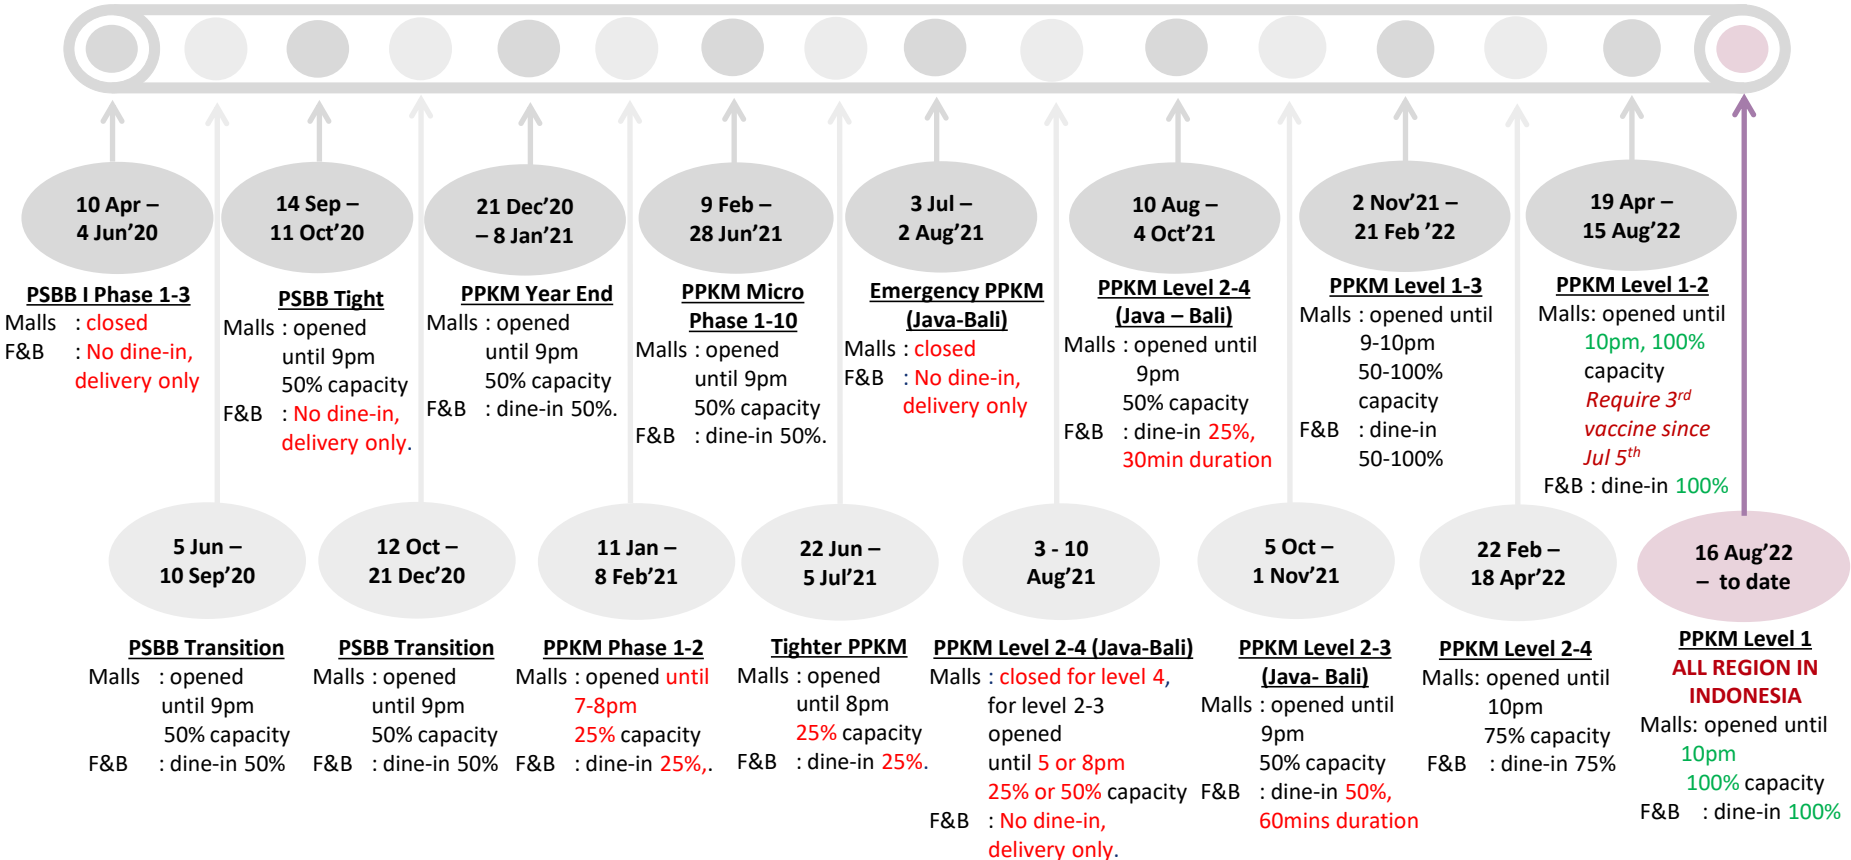 10 Apr –
4 Jun’20
PSBB I Phase 1-3
Malls : closed
F&B : No dine-in,
delivery only
14 Sep –
11 Oct’20
PSBB Tight
Malls : opened
until 9pm
50% capacity
F&B : No dine-in,
delivery only.
21 Dec’20
– 8 Jan’21
PPKM Year End
Malls : opened
until 9pm
50% capacity
F&B : dine-in 50%.
9 Feb –
28 Jun’21
PPKM Micro
Phase 1-10
Malls : opened
until 9pm
50% capacity
F&B : dine-in 50%.
3 Jul –
2 Aug’21
Emergency PPKM
(Java-Bali)
Malls : closed
F&B : No dine-in,
delivery only
10 Aug –
4 Oct’21
PPKM Level 2-4
(Java – Bali)
Malls : opened until
9pm
50% capacity
F&B : dine-in 25%,
30min duration
2 Nov’21 –
21 Feb ’22
PPKM Level 1-3
Malls : opened until
9-10pm
50-100%
capacity
F&B : dine-in
50-100%
19 Apr –
15 Aug’22
PPKM Level 1-2
Malls: opened until
10pm, 100%
capacity
Require 3rd
vaccine since
Jul 5th
F&B : dine-in 100%
5 Jun –
10 Sep’20
PSBB Transition
Malls : opened
until 9pm
50% capacity
F&B : dine-in 50%
12 Oct –
21 Dec’20
PSBB Transition
Malls : opened
until 9pm
50% capacity
F&B : dine-in 50%
11 Jan –
8 Feb’21
PPKM Phase 1-2
Malls : opened until
7-8pm
25% capacity
F&B : dine-in 25%,.
22 Jun –
5 Jul’21
Tighter PPKM
Malls : opened
until 8pm
25% capacity
F&B : dine-in 25%.
3 - 10
Aug’21
PPKM Level 2-4 (Java-Bali)
Malls : closed for level 4,
for level 2-3
opened
until 5 or 8pm
25% or 50% capacity
F&B : No dine-in,
delivery only.
5 Oct –
1 Nov’21
PPKM Level 2-3
(Java- Bali)
Malls : opened until
9pm
50% capacity
F&B : dine-in 50%,
60mins duration
22 Feb –
18 Apr’22
PPKM Level 2-4
Malls: opened until
10pm
75% capacity
F&B : dine-in 75%
16 Aug’22
– to date
PPKM Level 1
ALL REGION IN
INDONESIA
Malls: opened until
10pm
100% capacity
F&B : dine-in 100%